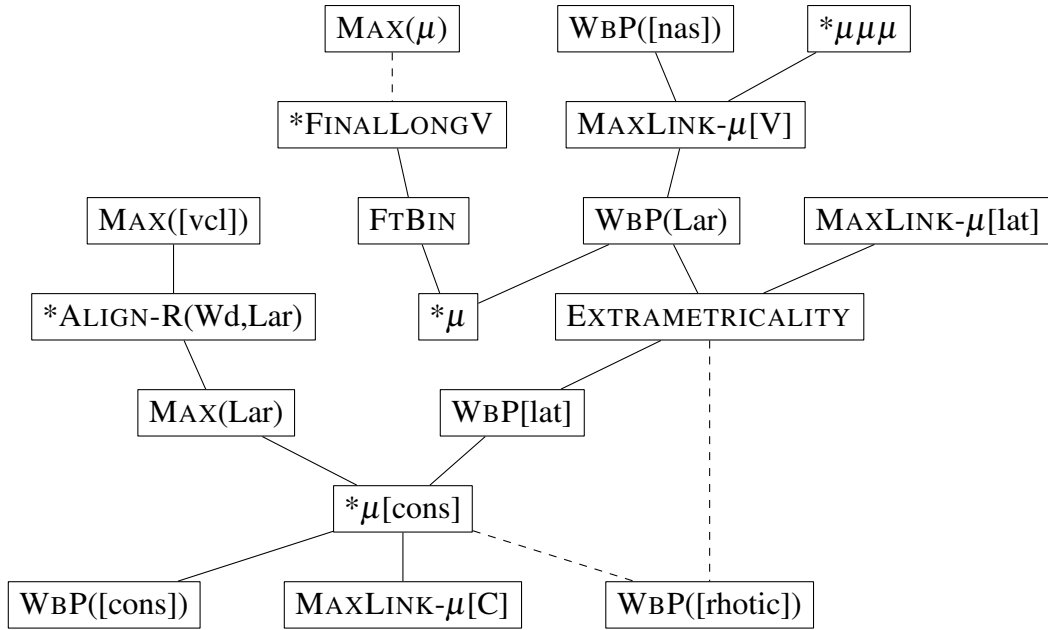 MAX(μ) WBP([nas]) *μμμ
*FINALLONGV MAXLINK-μ[V]
MAX([vcl]) FTBIN WBP(Lar) MAXLINK-μ[lat]
*ALIGN-R(Wd,Lar) *μ EXTRAMETRICALITY
MAX(Lar) WBP[lat]
*μ[cons]
WBP([cons]) MAXLINK-μ[C] WBP([rhotic])